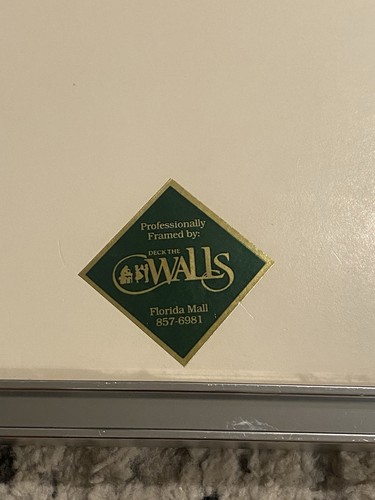 Professionally
Framed by:
DECK THE
WALLS
Florida Mall
857-6981